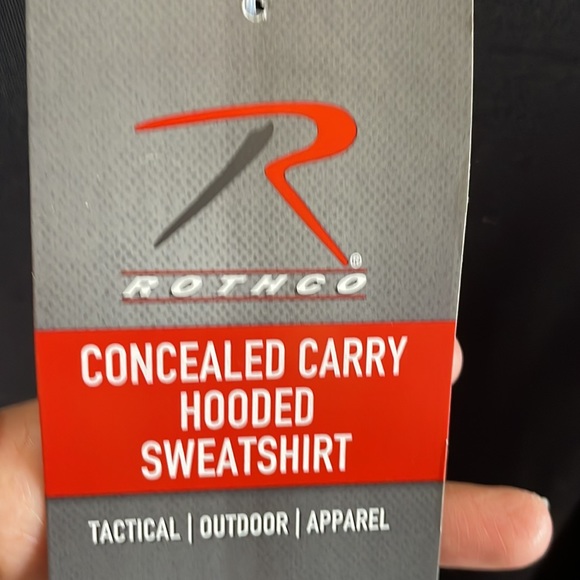 R®
ROTHCO
CONCEALED CARRY
HOODED
SWEATSHIRT
TACTICAL | OUTDOOR | APPAREL